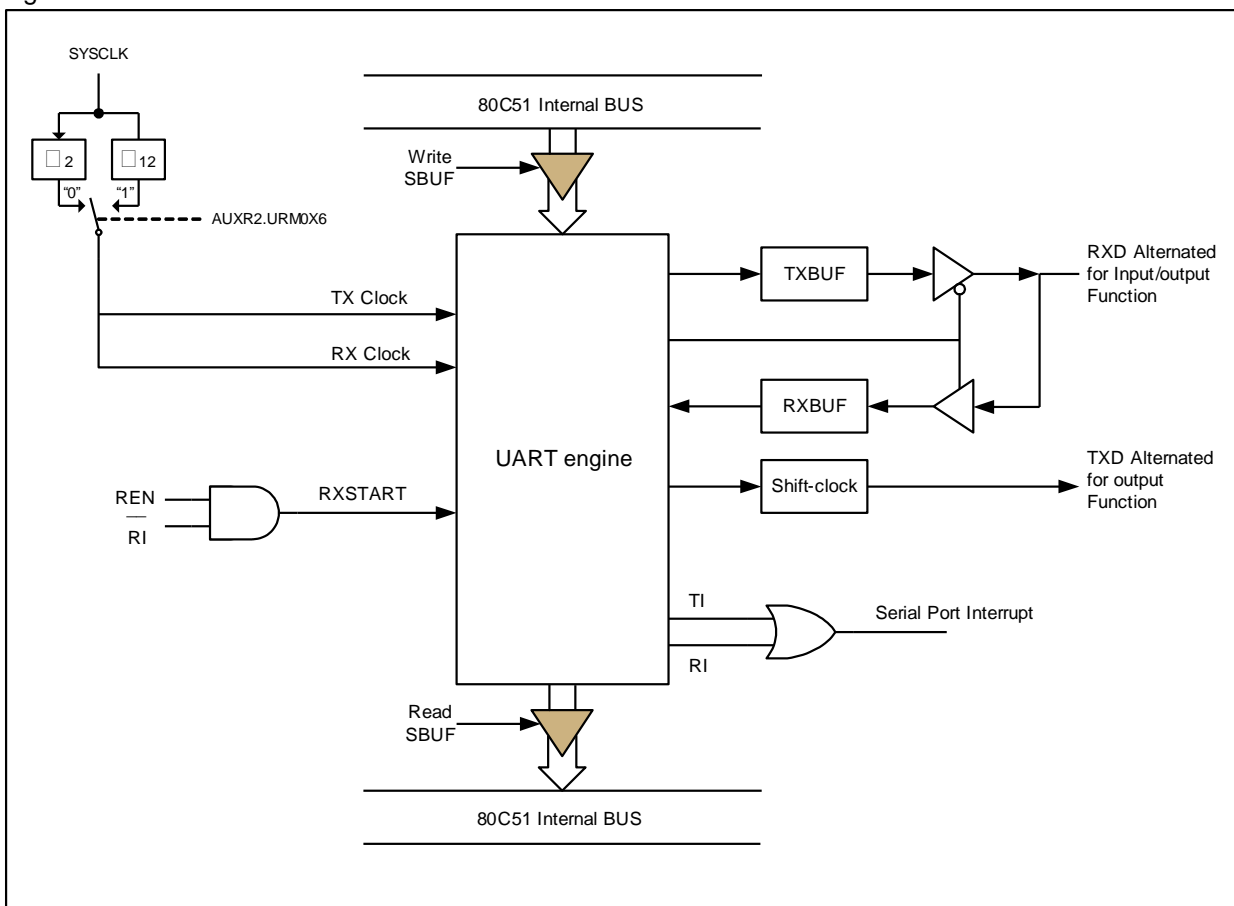 SYSCLK
80C51 Internal BUS
□ 2
□ 12
Write
SBUF
"0"
"1"
AUXR2.URM0X6
TXBUF
RXD Alternated
for Input/output
Function
TX Clock
RX Clock
RXBUF
UART engine
TXD Alternated
for output
Function
Shift-clock
REN
RI
RXSTART
TI
Serial Port Interrupt
RI
Read
SBUF
80C51 Internal BUS